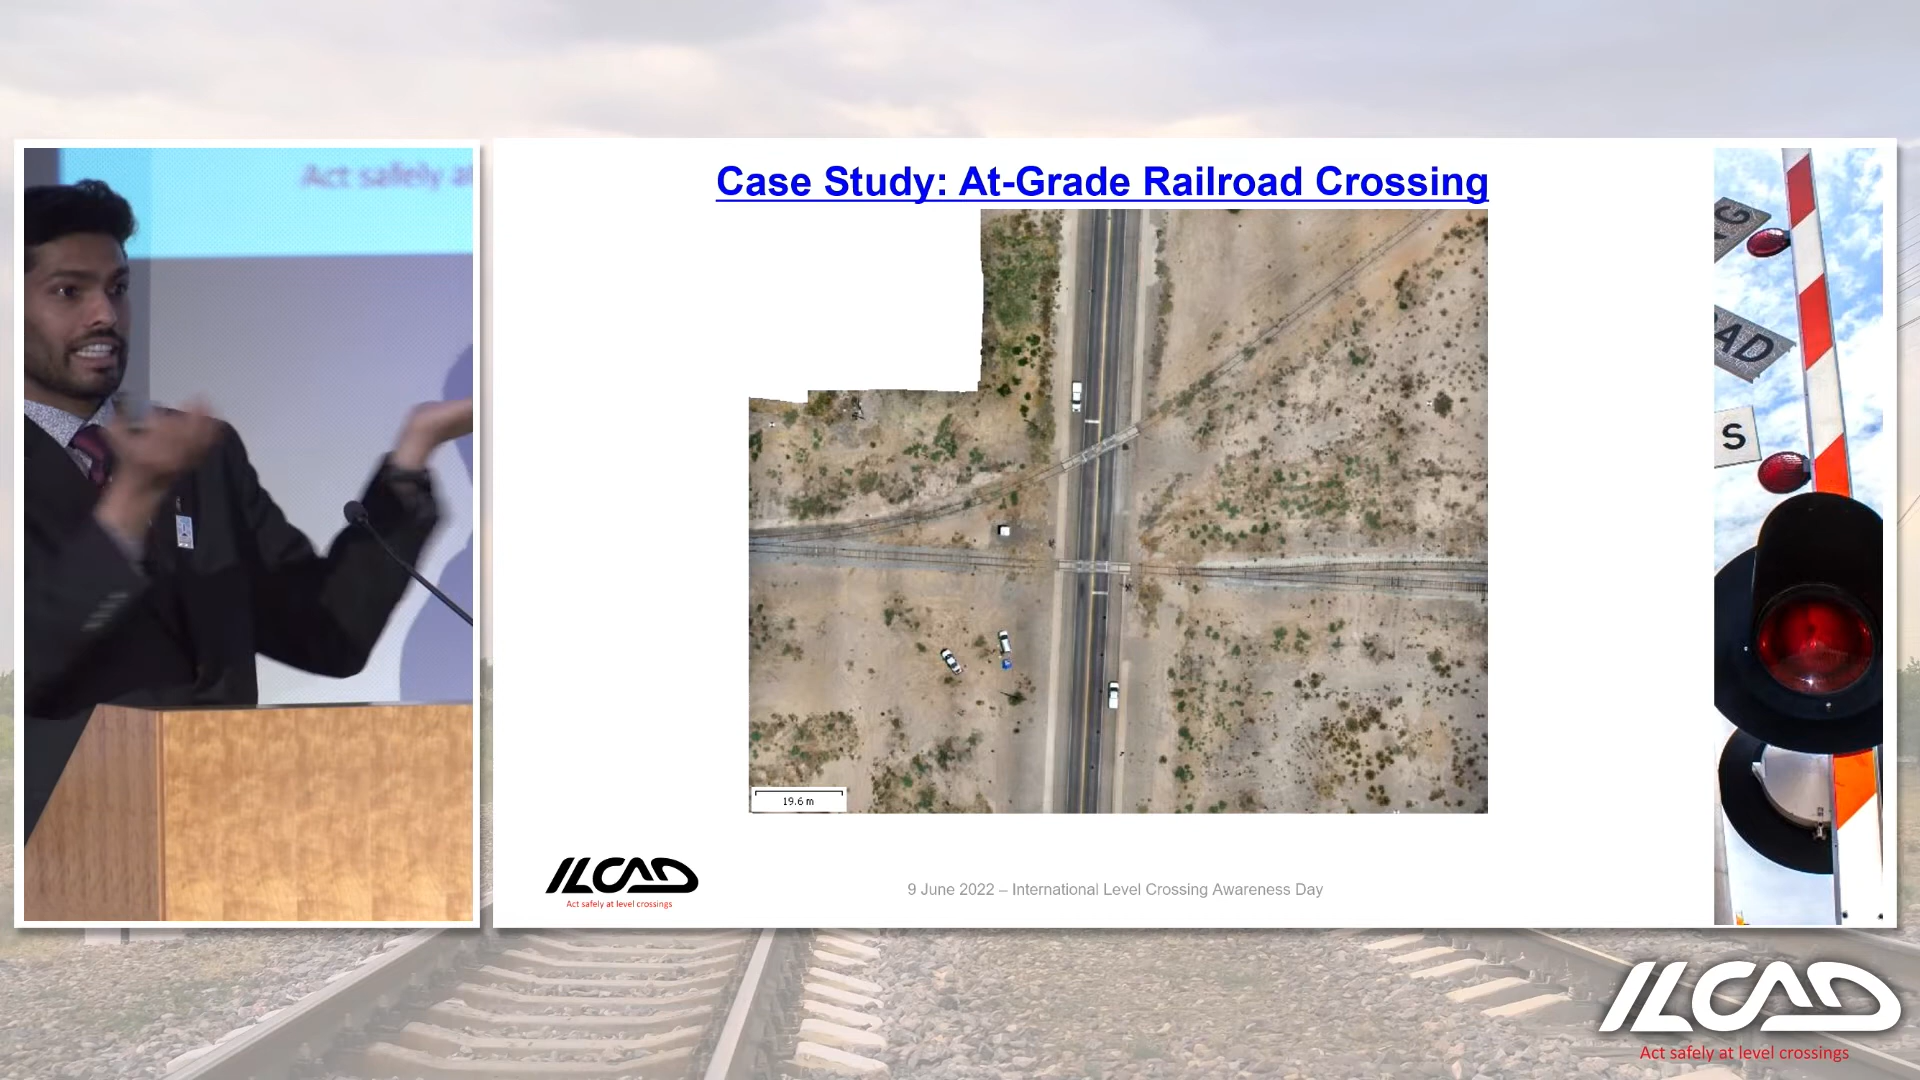 Act safely at
Case Study: At-Grade Railroad Crossing
19.6 m
ILCAD
Act safely at level crossings
9 June 2022 – International Level Crossing Awareness Day
G
AD
S
ILCAD
Act safely at level crossings